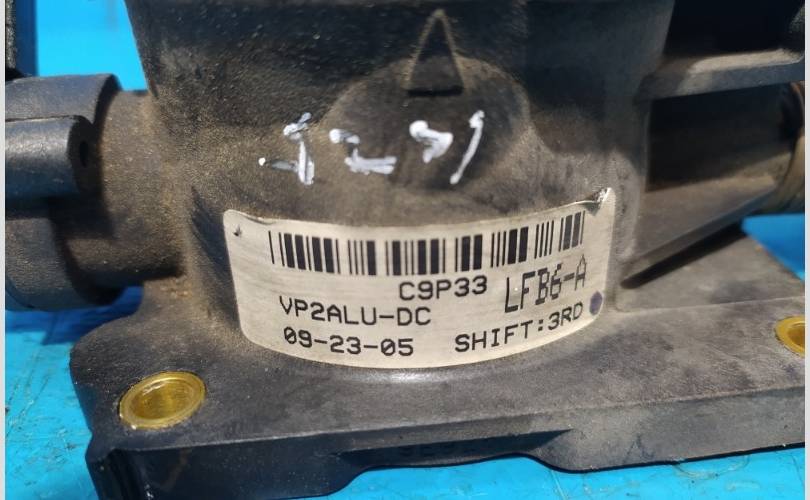 C9P33 LFB6-A
VP2ALU-DC
09-23-05 SHIFT:3RD